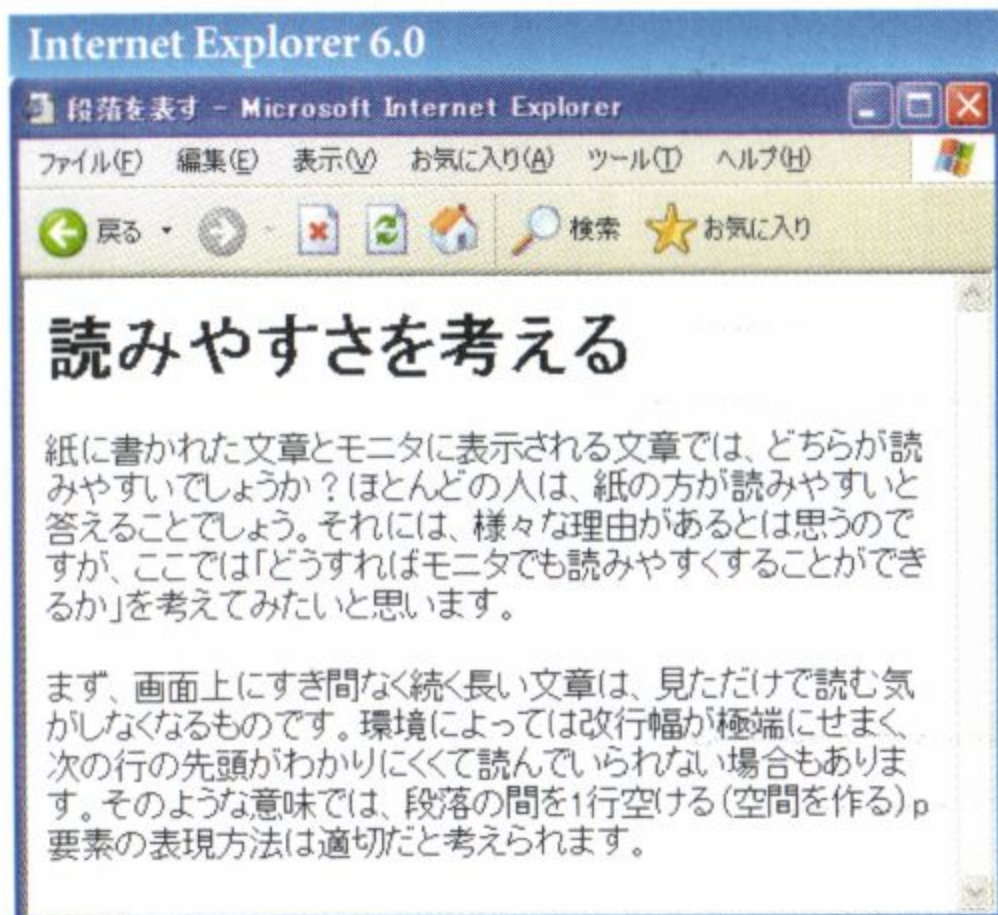 Internet Explorer 6.0
段落を表す - Microsoft Internet Explorer
ファイル(F) 編集(E) 表示(V) お気に入り(A) ツール(T) ヘルプ(H)
戻る 検索 お気に入り
読みやすさを考える
紙に書かれた文章とモニタに表示される文章では、どちらが読
みやすいでしょうか？ほとんどの人は、紙の方が読みやすいと
答えることでしょう。それには、様々な理由があるとは思うので
すが、ここでは「どうすればモニタでも読みやすくすることができ
るか」を考えてみたいと思います。
まず、画面上にすき間なく続く長い文章は、見ただけで読む気
がしなくなるものです。環境によっては改行幅が極端にせまく、
次の行の先頭がわかりにくくて読んでいられない場合もありま
す。そのような意味では、段落の間を1行空ける（空間を作る）p
要素の表現方法は適切だと考えられます。